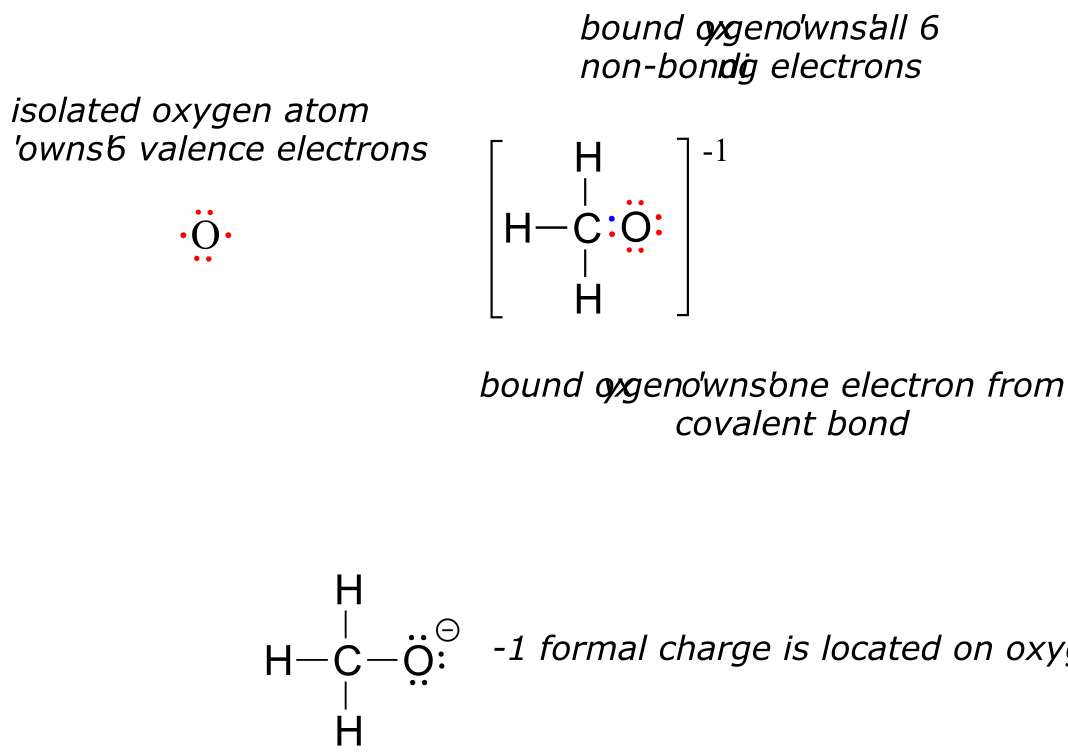 bound oxygen 'owns' all 6
non-bonding electrons
isolated oxygen atom
'owns' 6 valence electrons
O
-1
H
H C O
H
bound oxygen 'owns' one electron from
covalent bond
H
H C O ⊖
H
-1 formal charge is located on oxyg